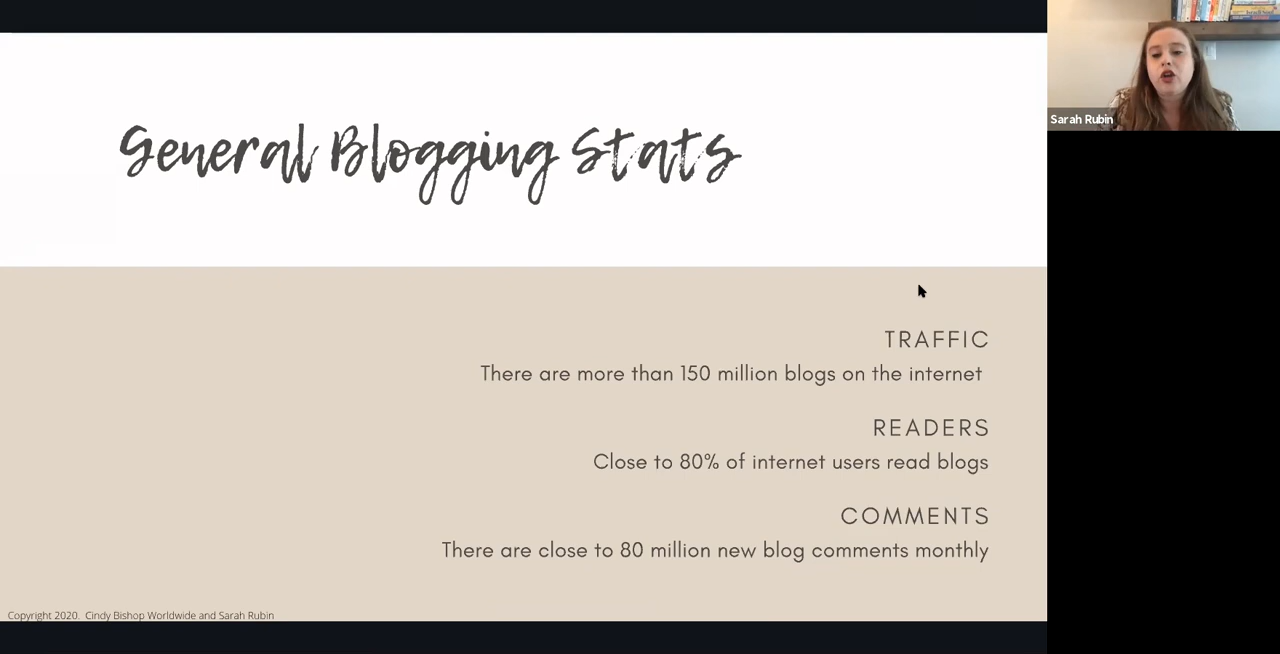 General Blogging Stats
Sarah Rubin
TRAFFIC
There are more than 150 million blogs on the internet
READERS
Close to 80% of internet users read blogs
COMMENTS
There are close to 80 million new blog comments monthly
Copyright 2020. Cindy Bishop Worldwide and Sarah Rubin